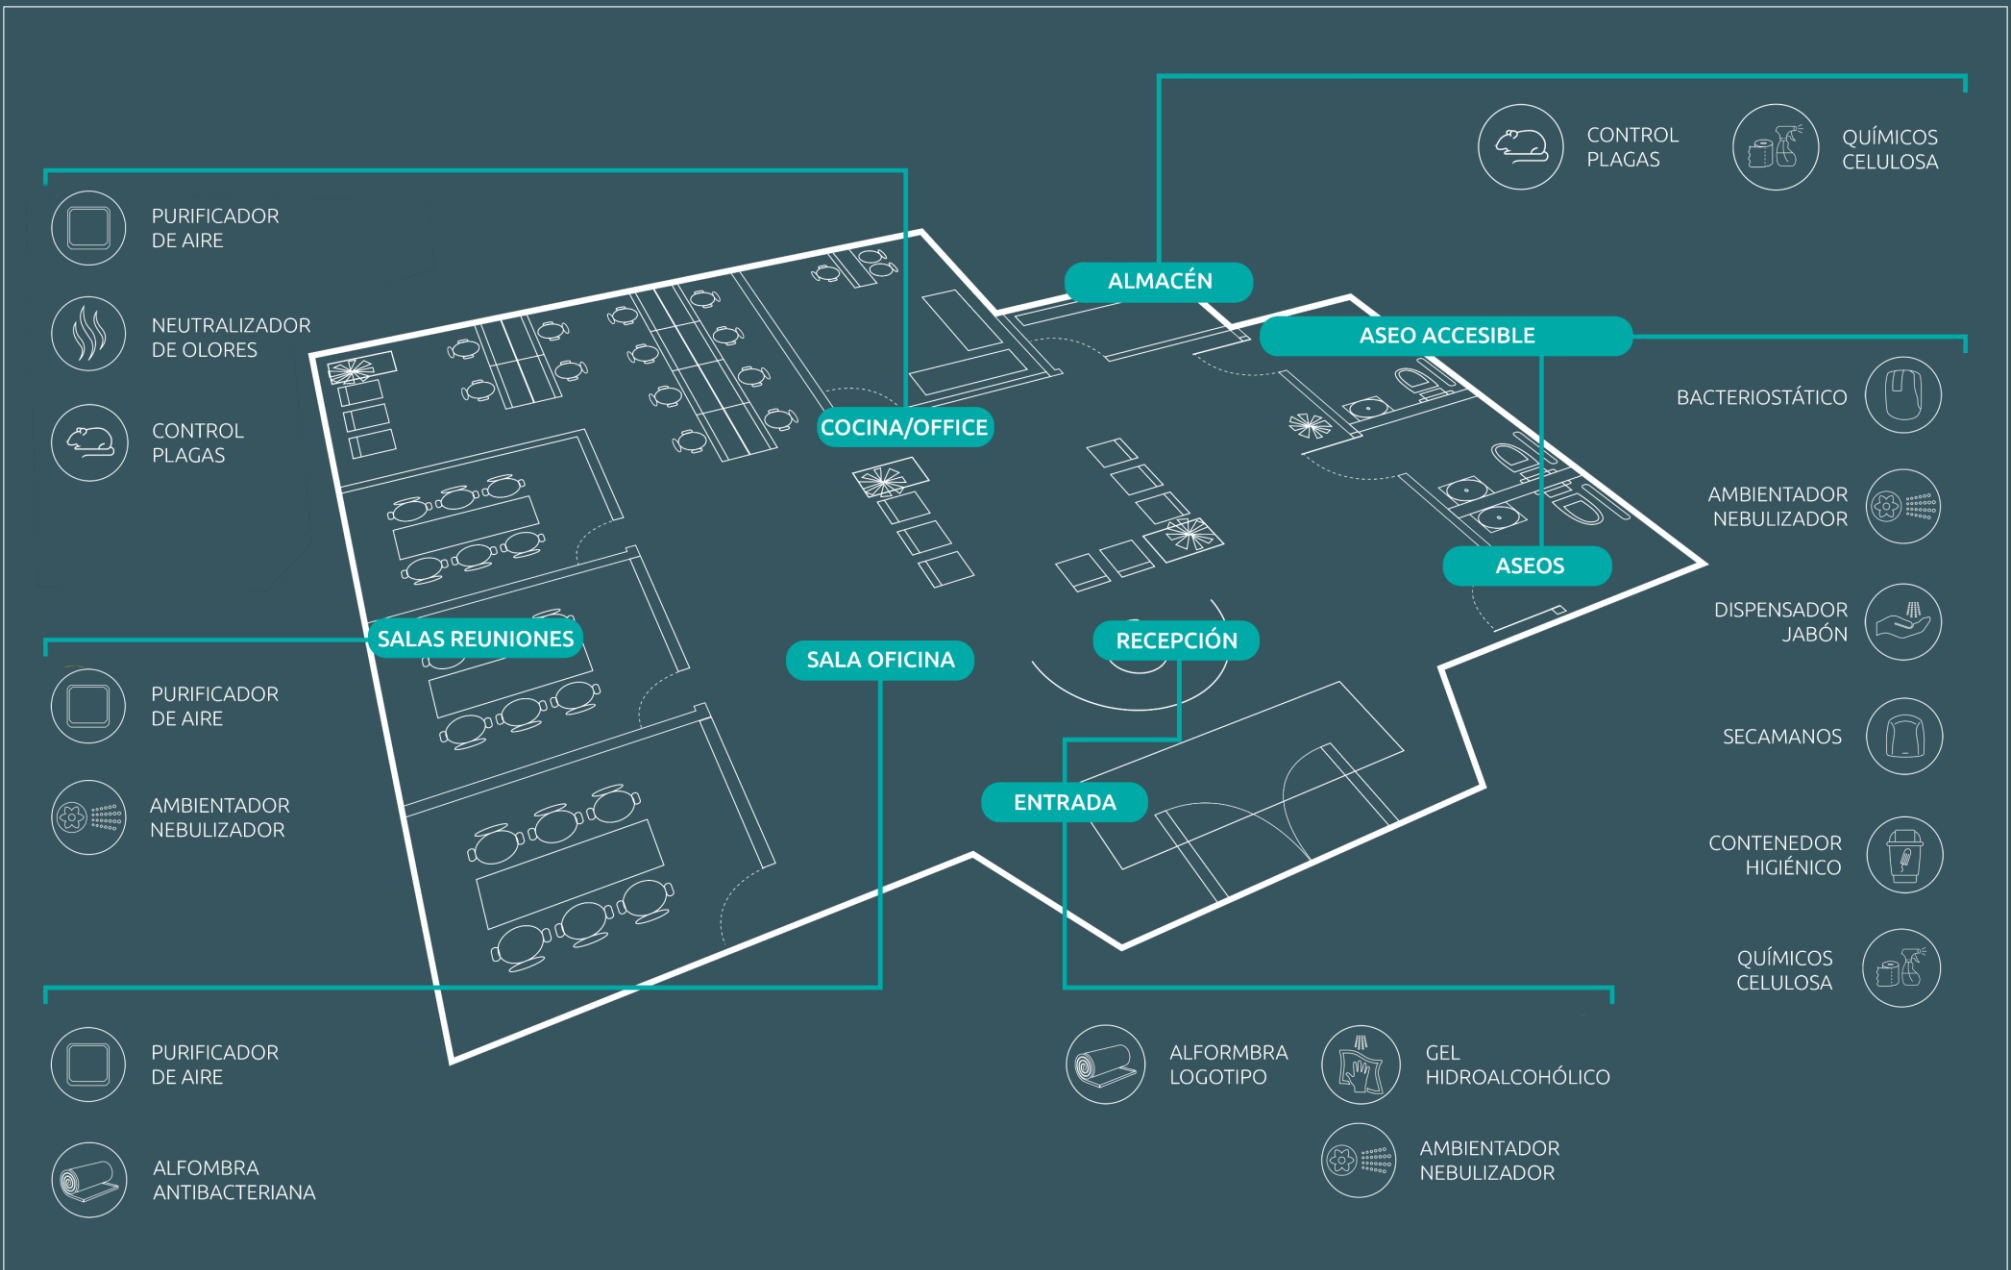 CONTROL
PLAGAS
QUÍMICOS
CELULOSA
PURIFICADOR
DE AIRE
NEUTRALIZADOR
DE OLORES
CONTROL
PLAGAS
ALMACÉN
ASEO ACCESIBLE
COCINA/OFFICE
BACTERIOSTÁTICO
AMBIENTADOR
NEBULIZADOR
ASEOS
DISPENSADOR
JABÓN
SECAMANOS
CONTENEDOR
HIGIÉNICO
QUÍMICOS
CELULOSA
SALAS REUNIONES
SALA OFICINA
RECEPCIÓN
ENTRADA
PURIFICADOR
DE AIRE
AMBIENTADOR
NEBULIZADOR
PURIFICADOR
DE AIRE
ALFOMBRA
ANTIBACTERIANA
ALFORMBRA
LOGOTIPO
GEL
HIDROALCOHÓLICO
AMBIENTADOR
NEBULIZADOR